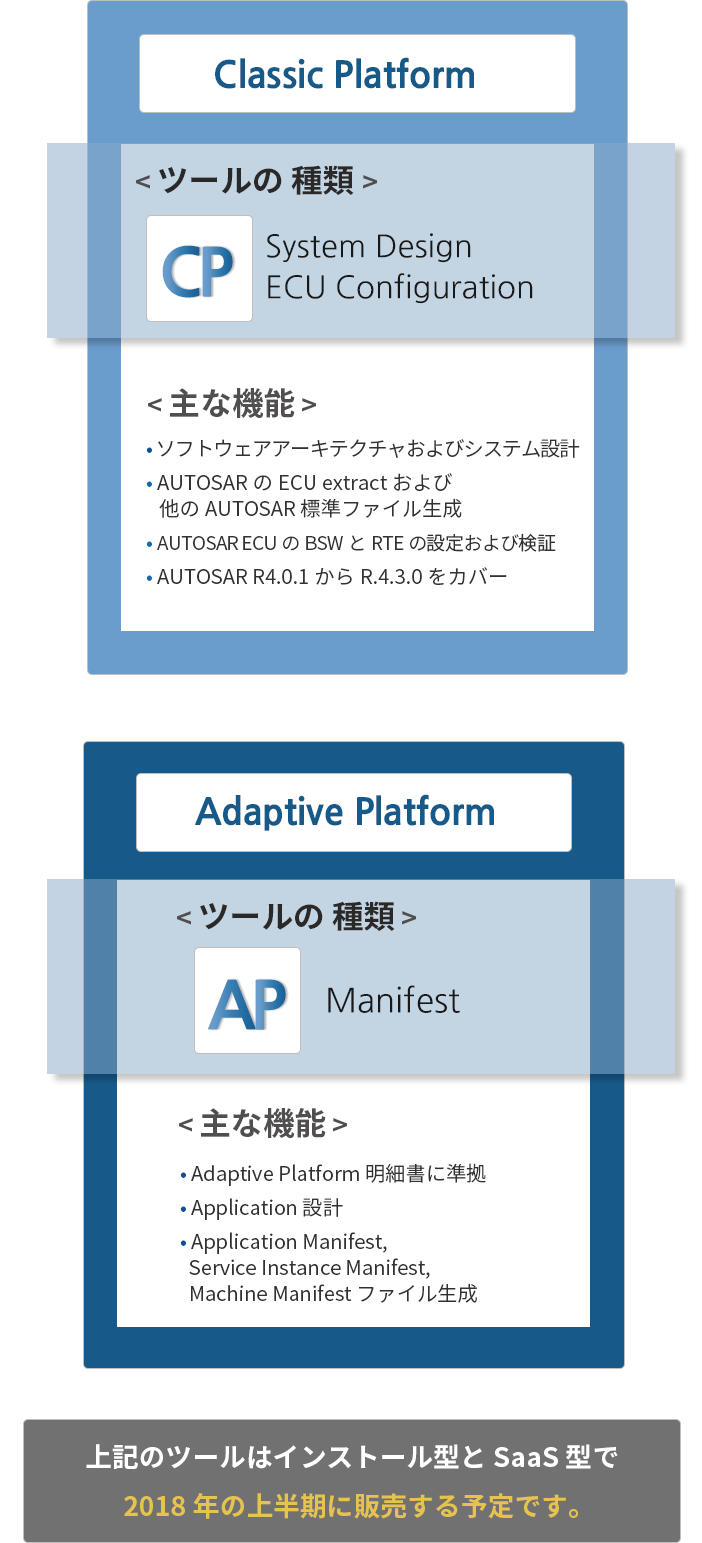 Classic Platform
< ツールの 種類 >
CP
System Design
ECU Configuration
< 主な機能 >
• ソフトウェアアーキテクチャおよびシステム設計
• AUTOSAR の ECU extract および
他の AUTOSAR 標準ファイル生成
• AUTOSAR ECU の BSW と RTE の設定および検証
• AUTOSAR R4.0.1 から R.4.3.0 をカバー
Adaptive Platform
< ツールの 種類 >
AP
Manifest
< 主な機能 >
• Adaptive Platform 明細書に準拠
• Application 設計
• Application Manifest,
Service Instance Manifest,
Machine Manifest ファイル生成
上記のツールはインストール型と SaaS 型で
2018 年の上半期に販売する予定です。